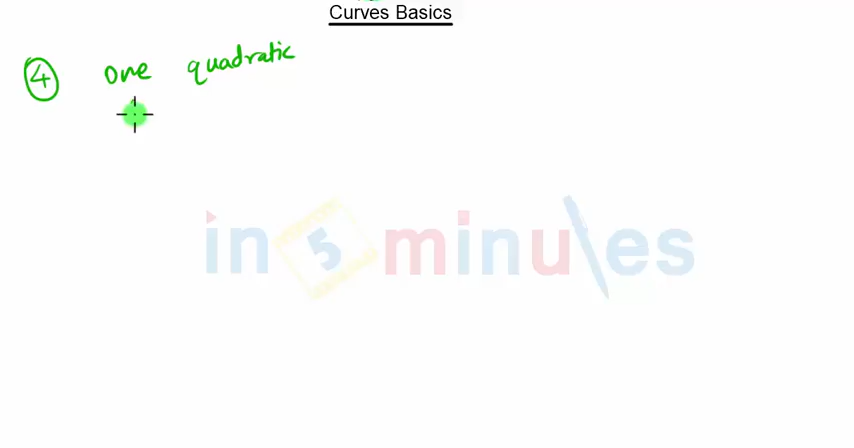 Curves Basics
④ one quadratic
in 5 minutes